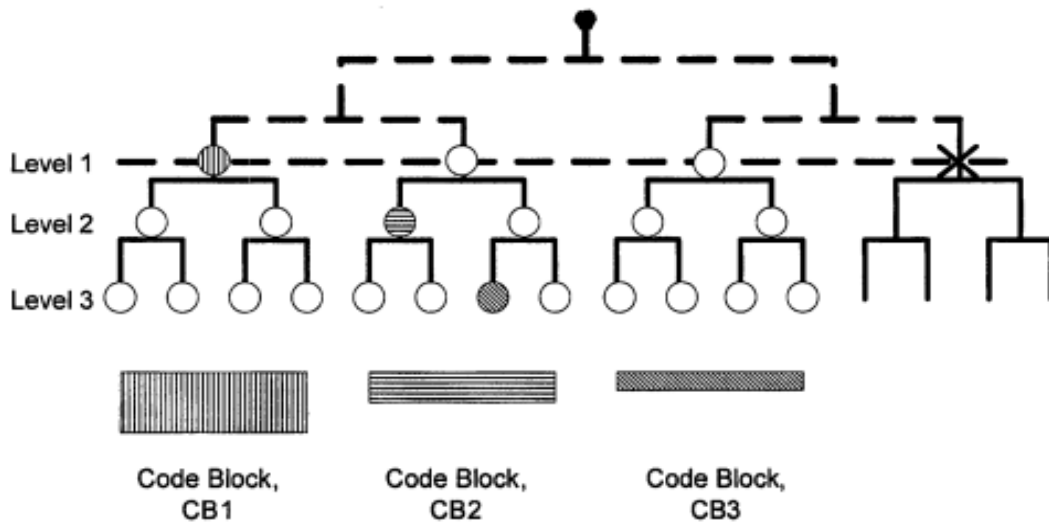 Level 1
Level 2
Level 3
Code Block,
CB1
Code Block,
CB2
Code Block,
CB3